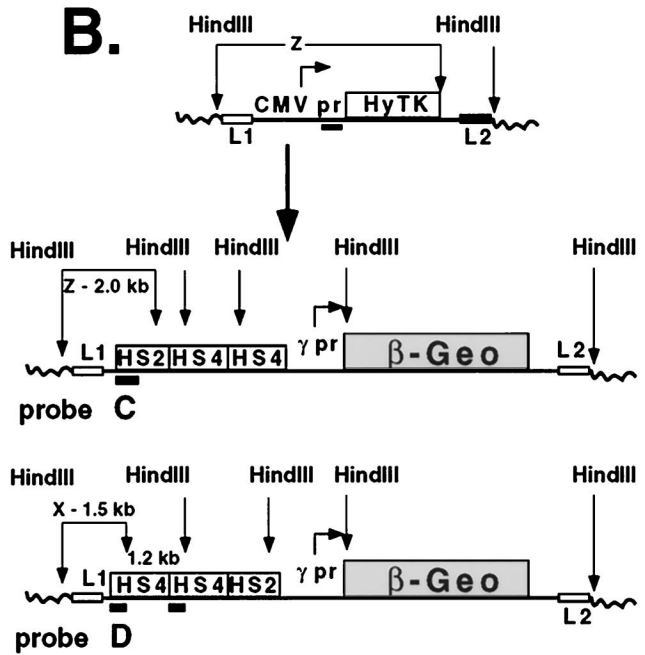 B.
HindIII HindIII
Z
CMV pr HyTK
L1 L2
HindIII HindIII HindIII HindIII HindIII
Z - 2.0 kb
L1 HS2 HS4 HS4 γ pr β-Geo L2
probe C
HindIII HindIII HindIII HindIII HindIII
X - 1.5 kb
1.2 kb
L1 HS4 HS4 HS2 γ pr β-Geo L2
probe D